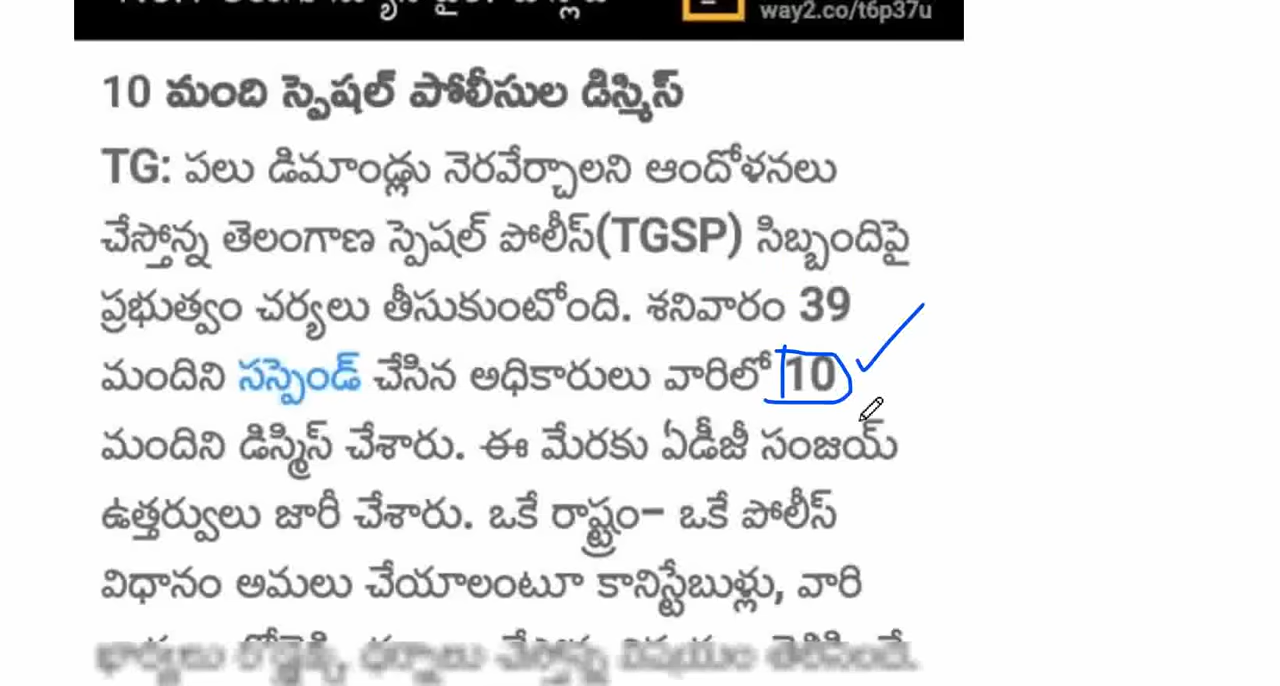 way2.co/t6p37u
10 మంది స్పెషల్ పోలీసుల డిస్మిస్
TG: పలు డిమాండ్లు నెరవేర్చాలని ఆందోళనలు
చేస్తోన్న తెలంగాణ స్పెషల్ పోలీస్(TGSP) సిబ్బందిపై
ప్రభుత్వం చర్యలు తీసుకుంటోంది. శనివారం 39
మందిని సస్పెండ్ చేసిన అధికారులు వారిలో 10
మందిని డిస్మిస్ చేశారు. ఈ మేరకు ఏడీజీ సంజయ్
ఉత్తర్వులు జారీ చేశారు. ఒకే రాష్ట్రం- ఒకే పోలీస్
విధానం అమలు చేయాలంటూ కానిస్టేబుళ్లు, వారి